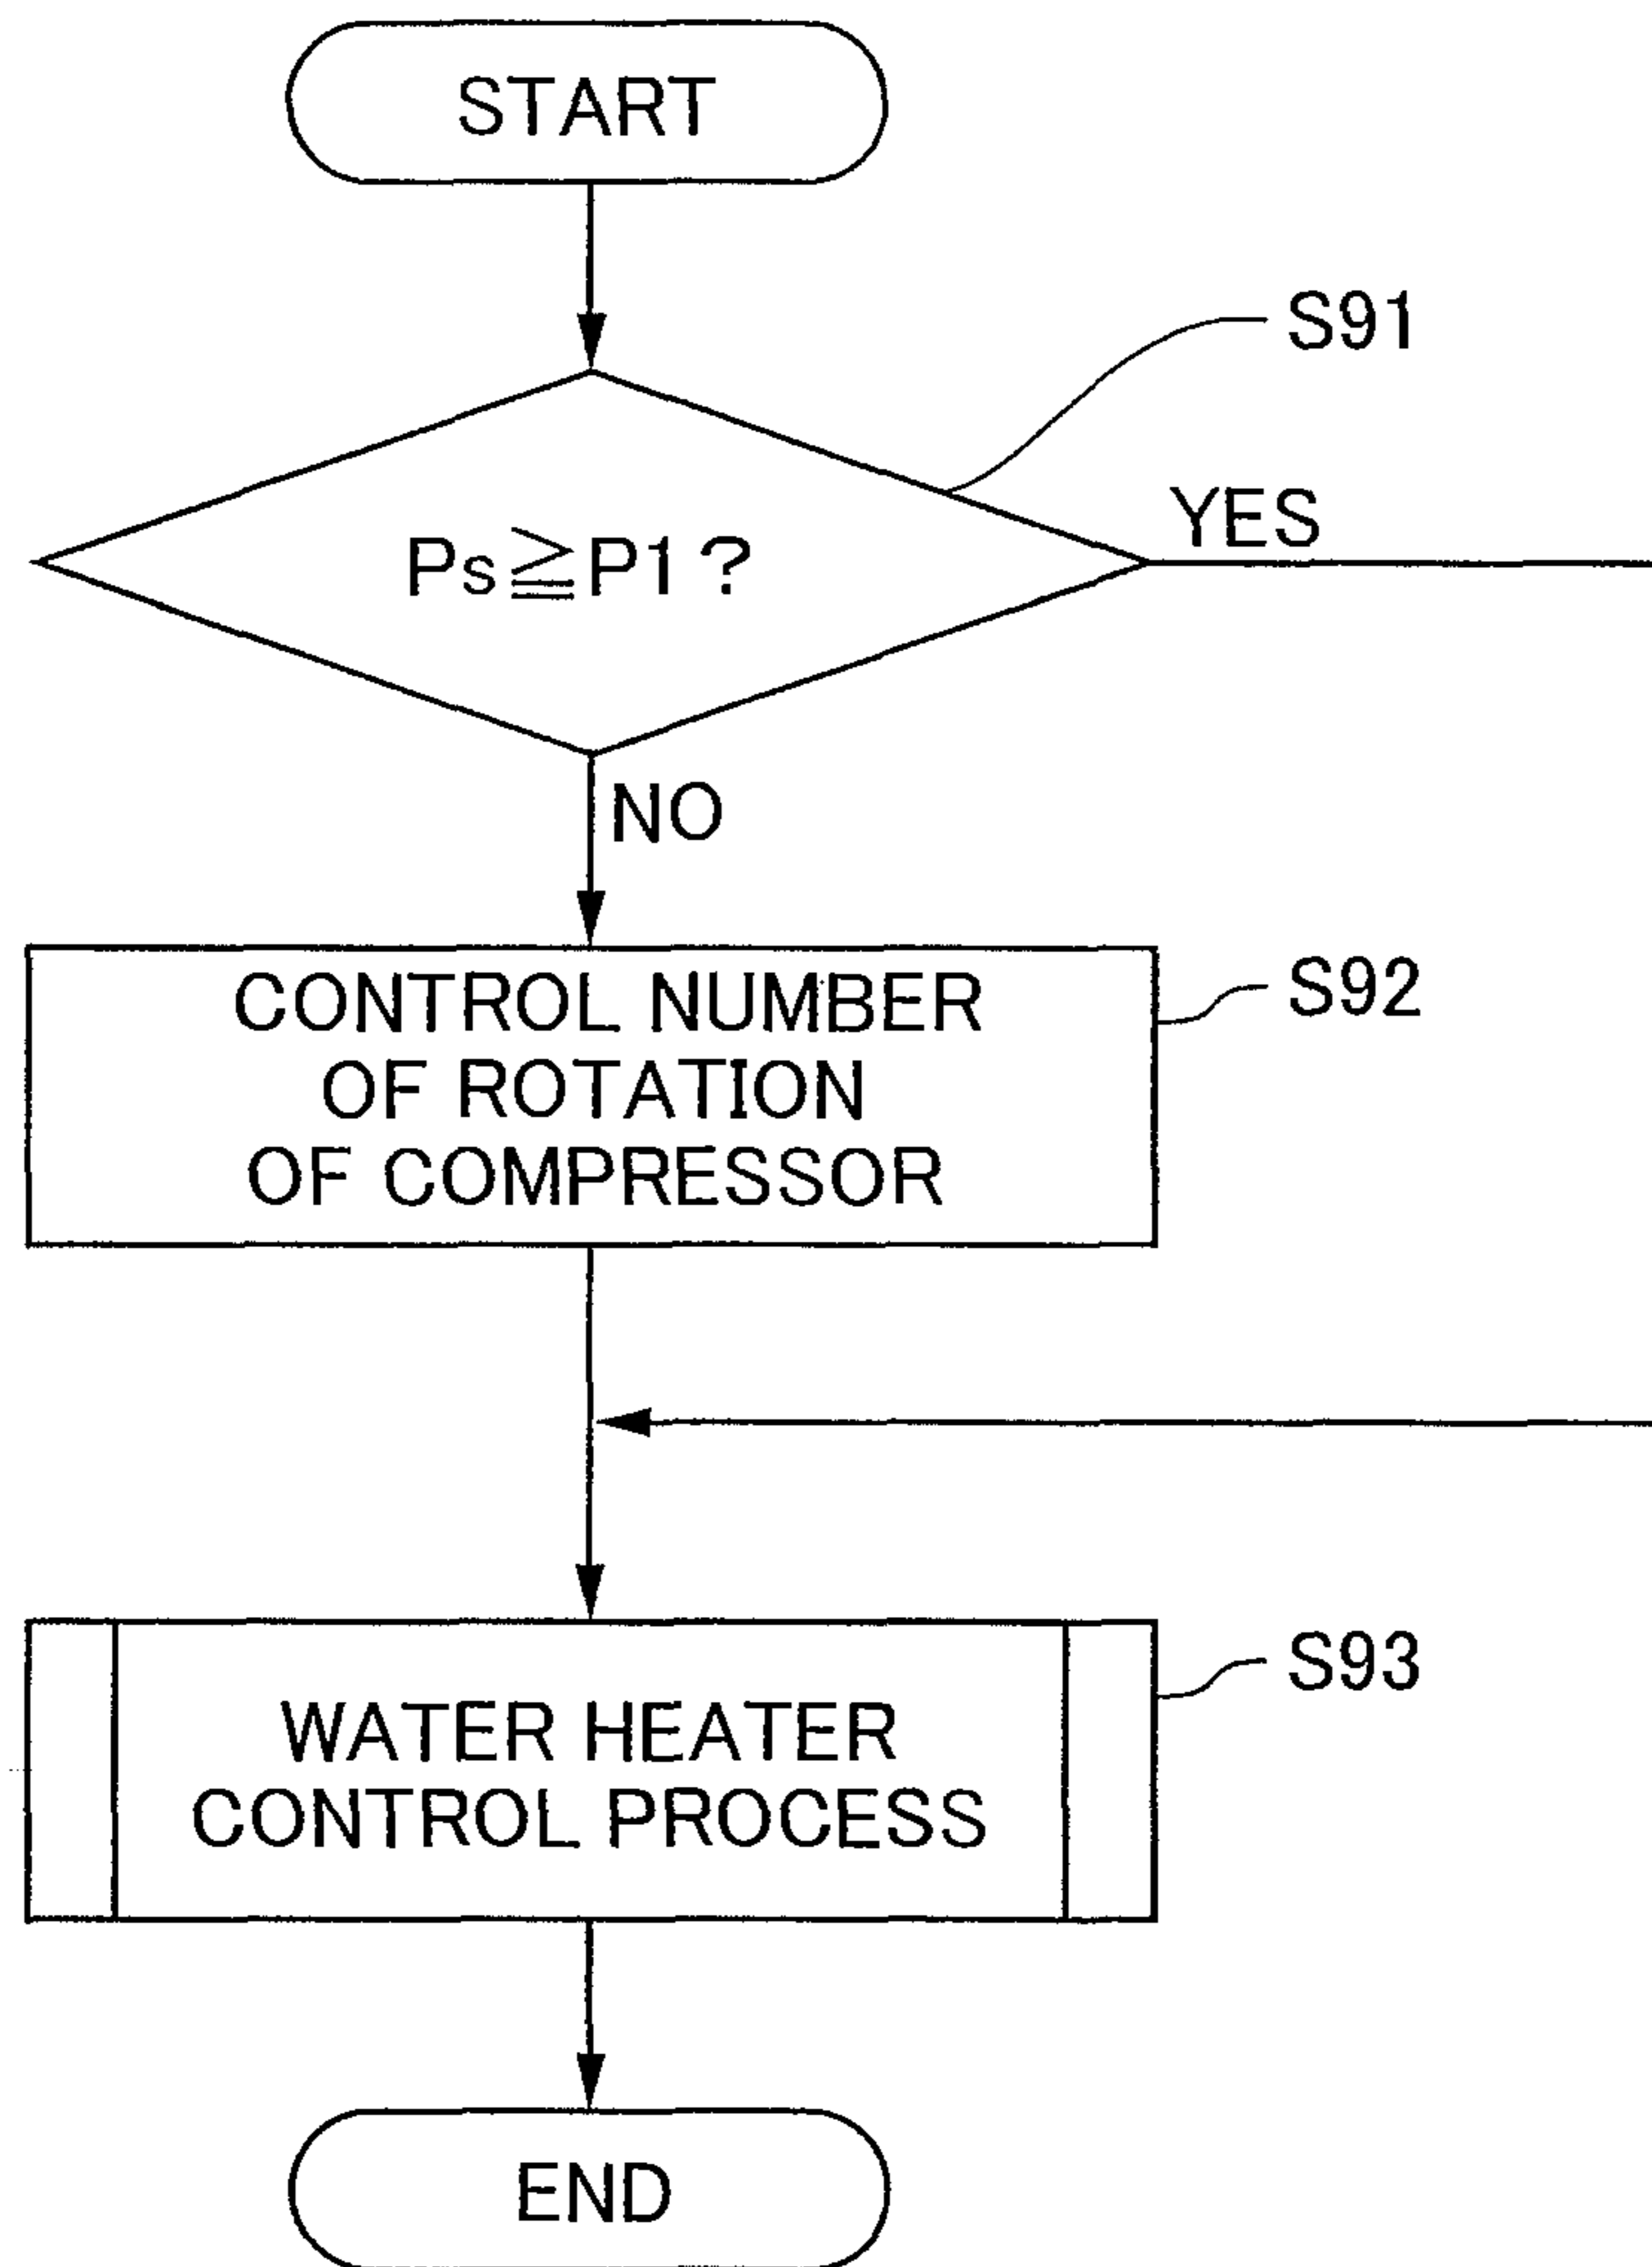 START
S91
YES
Ps≧P1?
NO
CONTROL NUMBER
OF ROTATION
OF COMPRESSOR
S92
S93
WATER HEATER
CONTROL PROCESS
END